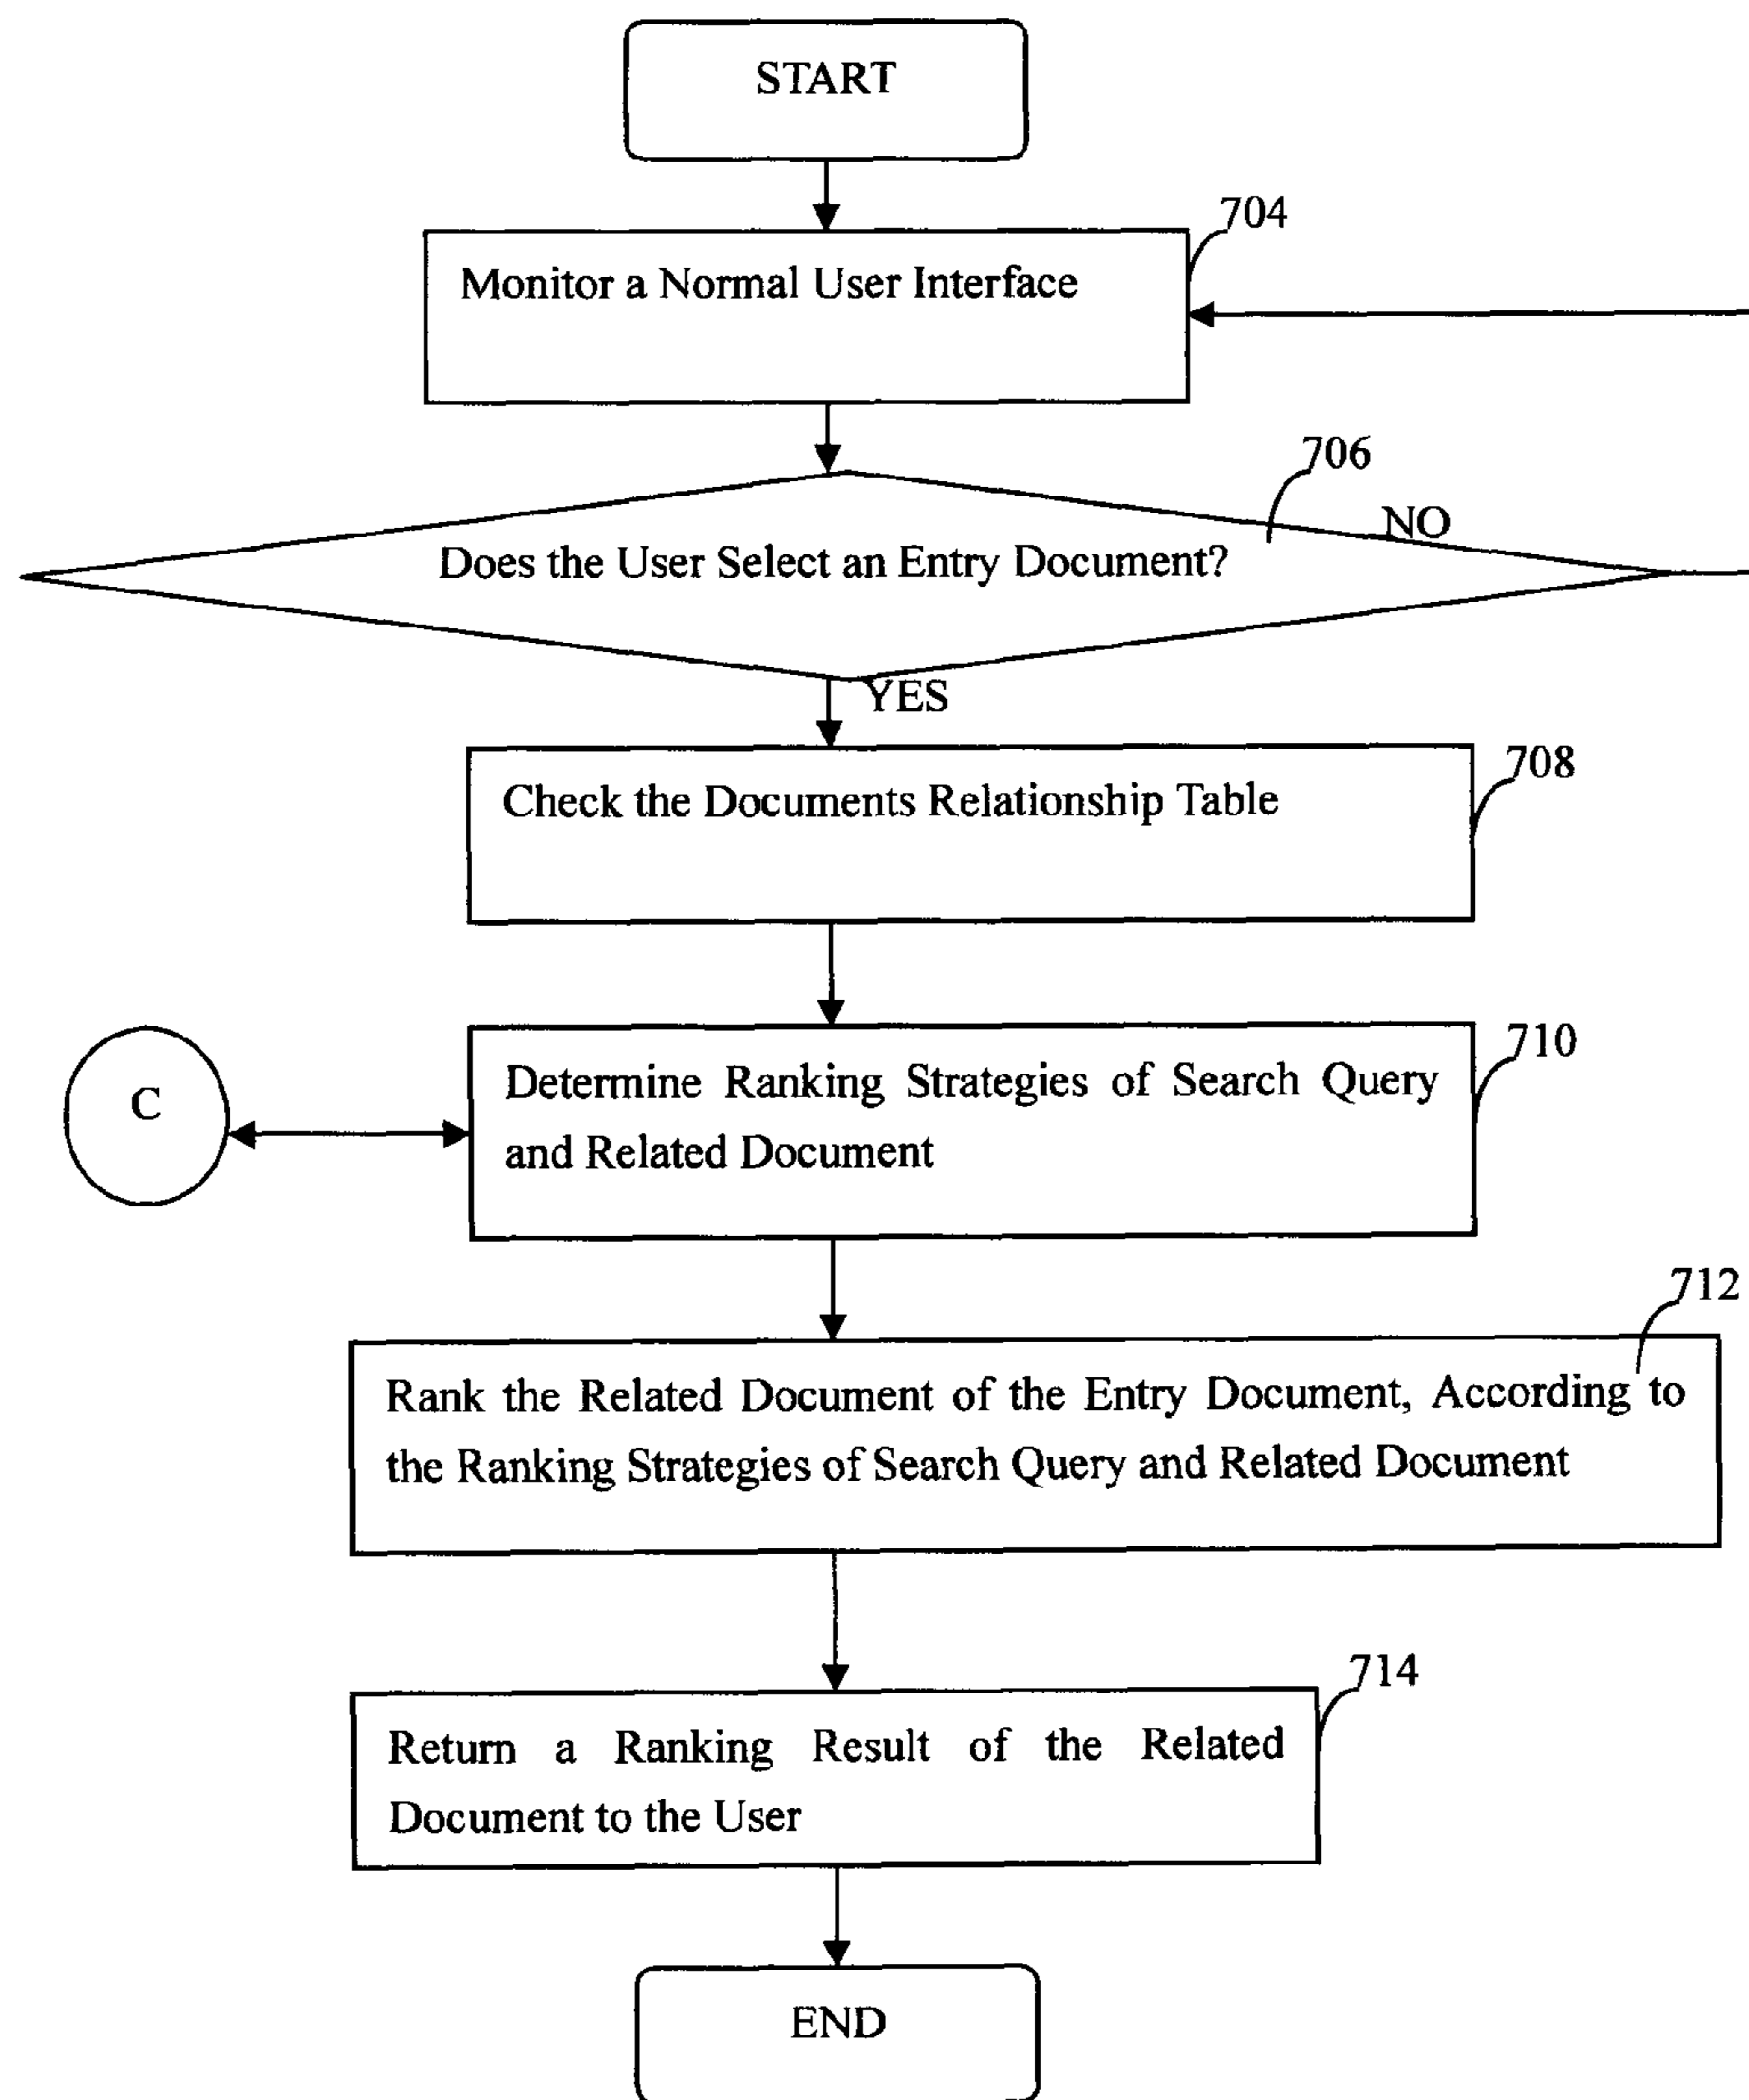 START
704
Monitor a Normal User Interface
706
NO
Does the User Select an Entry Document?
YES
708
Check the Documents Relationship Table
710
C
Determine Ranking Strategies of Search Query
and Related Document
712
Rank the Related Document of the Entry Document, According to
the Ranking Strategies of Search Query and Related Document
714
Return a Ranking Result of the Related
Document to the User
END